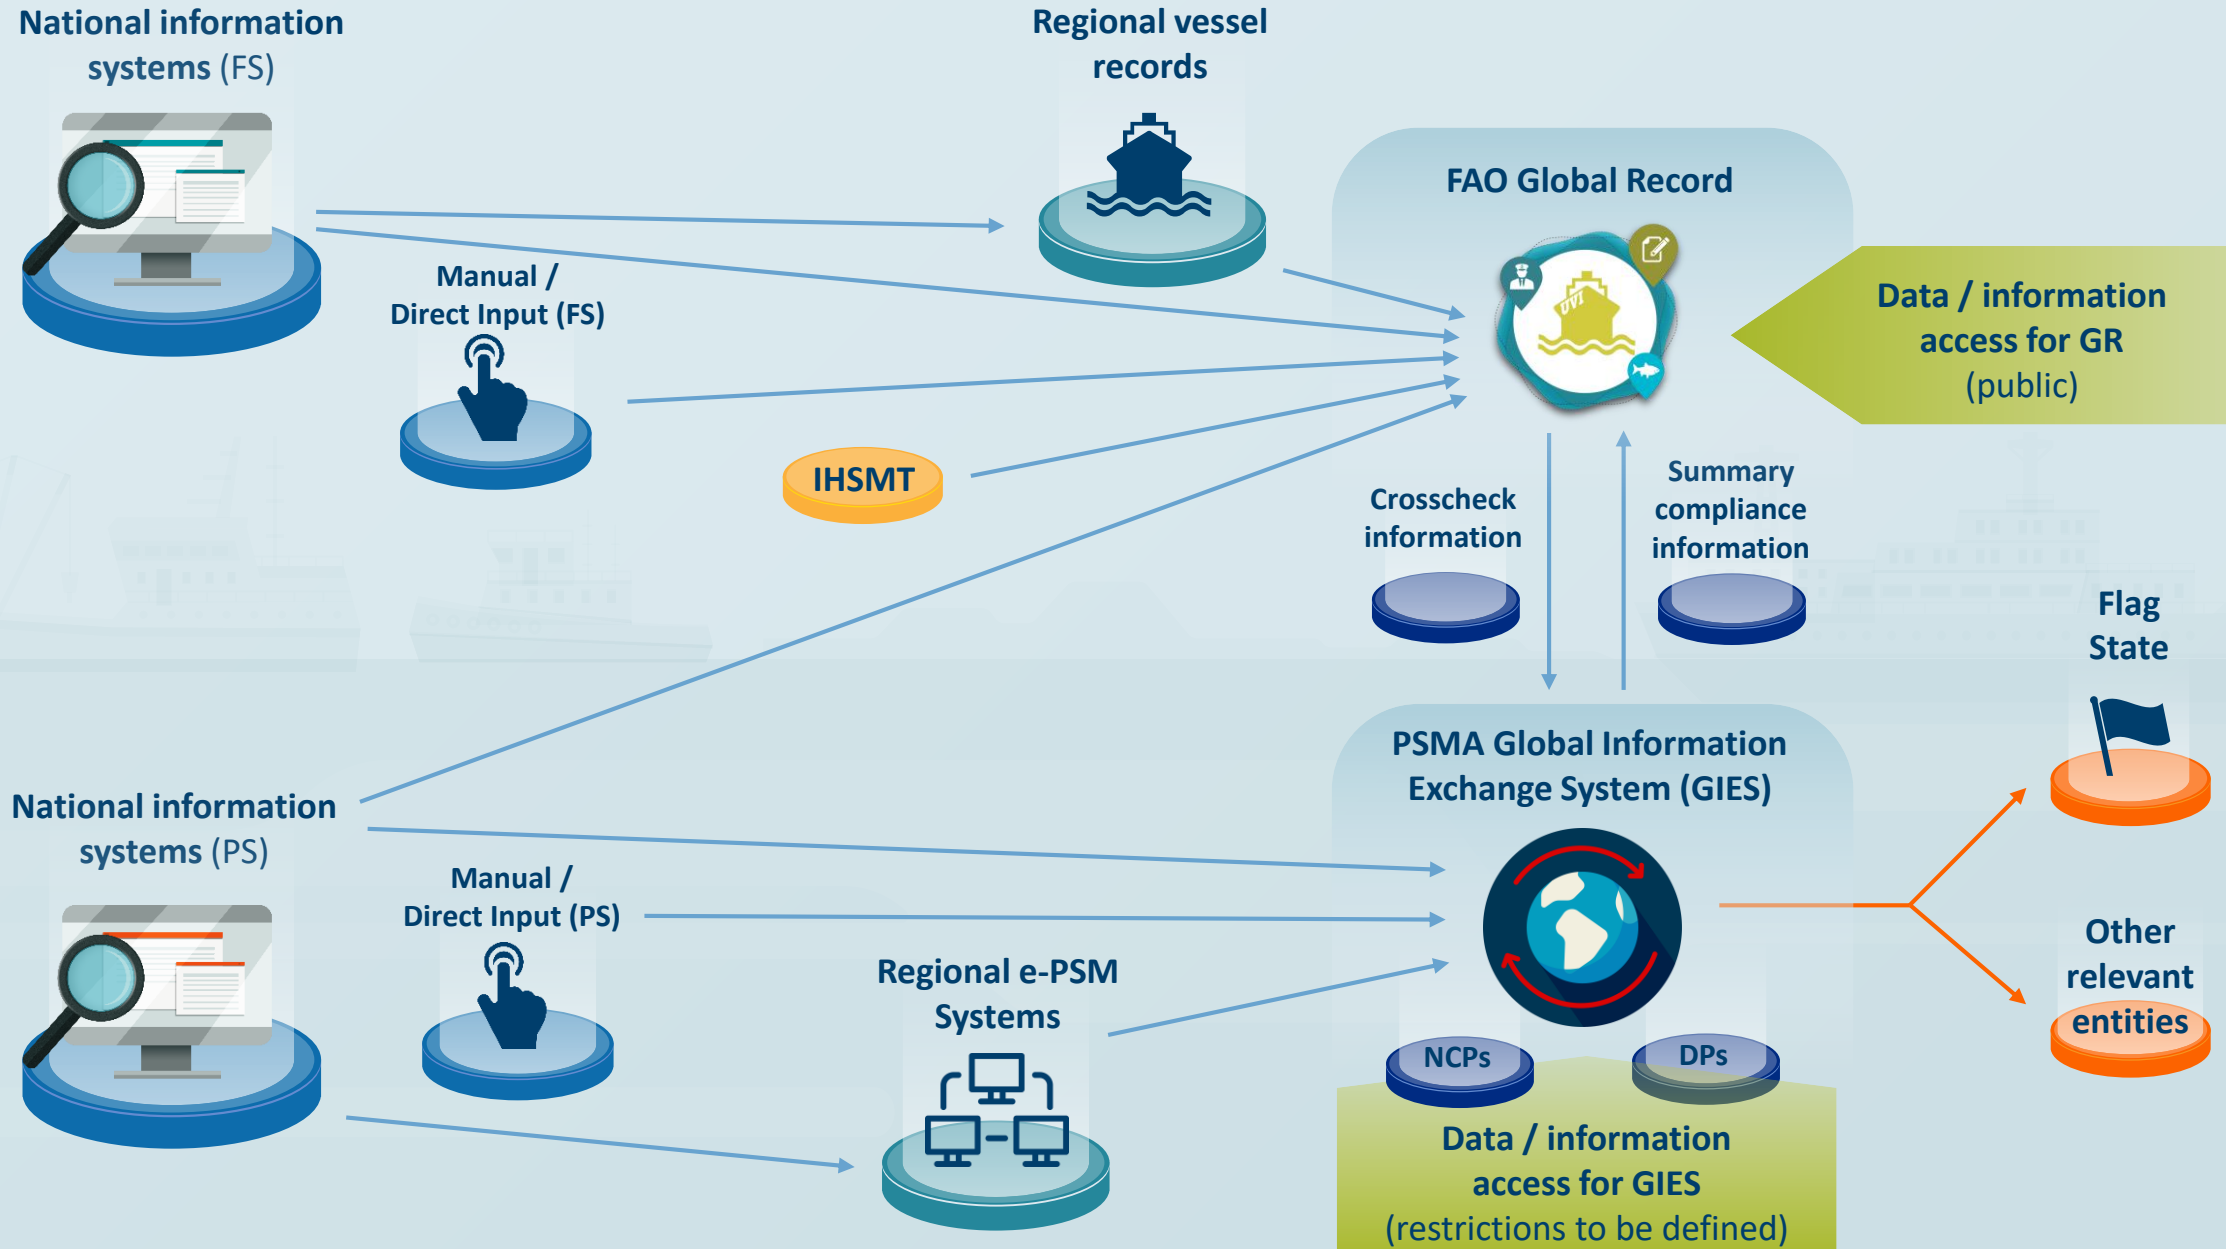 National information
systems (FS)
Regional vessel
records
FAO Global Record
UVI
Manual /
Direct Input (FS)
Data / information
access for GR
(public)
IHSMT
Crosscheck
information
Summary
compliance
information
Flag
State
National information
systems (PS)
PSMA Global Information
Exchange System (GIES)
Manual /
Direct Input (PS)
Regional e-PSM
Systems
Other
relevant
entities
NCPs
DPs
Data / information
access for GIES
(restrictions to be defined)